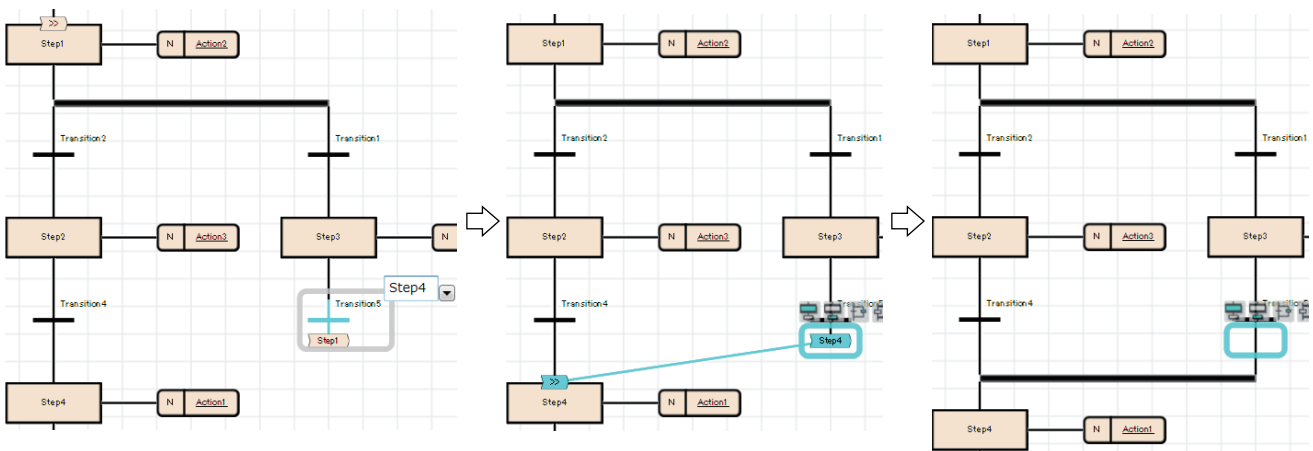 >>
Step1
N
Action2
Transition2
Transition1
Step2
N
Action3
Step3
N
Transition4
Transition5
Step4
Step1
Step4
N
Action1
Step1
N
Action2
Transition2
Transition1
Step2
N
Action3
Step3
Transition4
Step4
>>
Step4
N
Action1
Step1
N
Action2
Transition2
Transition1
Step2
N
Action3
Step3
Transition4
Step4
N
Action1